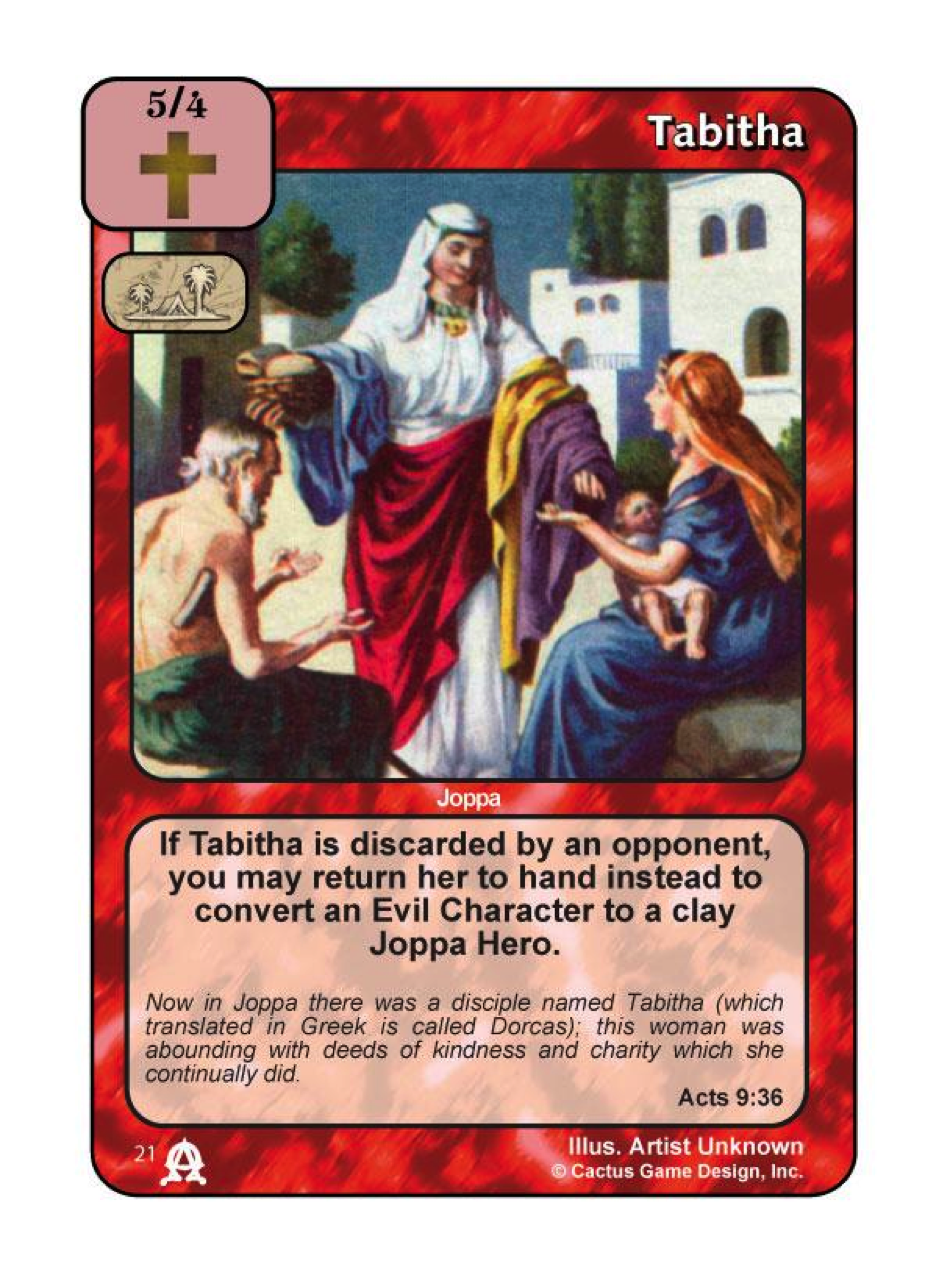 5/4
Tabitha
Joppa
If Tabitha is discarded by an opponent,
you may return her to hand instead to
convert an Evil Character to a clay
Joppa Hero.
Now in Joppa there was a disciple named Tabitha (which
translated in Greek is called Dorcas); this woman was
abounding with deeds of kindness and charity which she
continually did.
Acts 9:36
21
Illus. Artist Unknown
© Cactus Game Design, Inc.